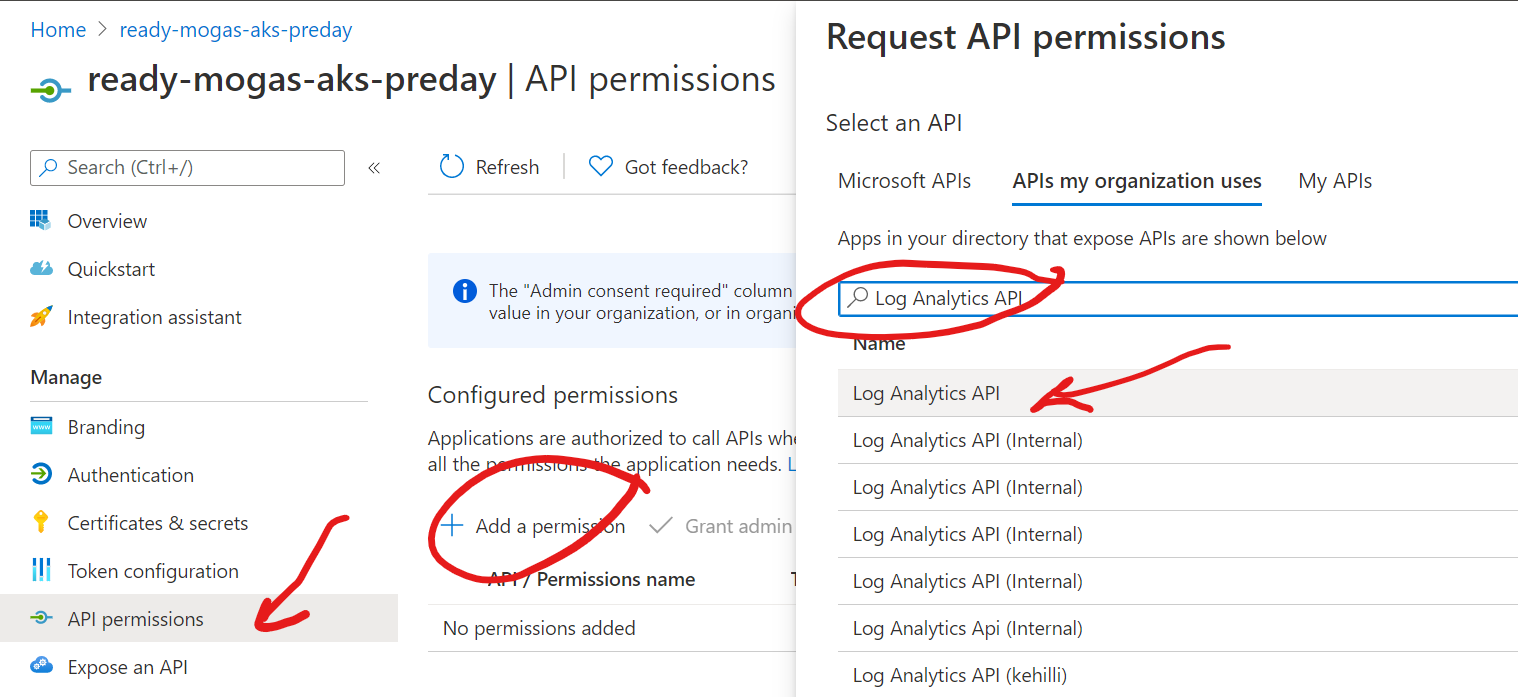 Home > ready-mogas-aks-preday
ready-mogas-aks-preday | API permissions
Search (Ctrl+/)
«
Overview
Quickstart
Integration assistant
Manage
www
Branding
Authentication
Certificates & secrets
Token configuration
API permissions
Expose an API
Refresh
Got feedback?
The "Admin consent required" column
value in your organization, or in organi
Configured permissions
Applications are authorized to call APIs whe
all the permissions the application needs. L
+ Add a permission
Grant admin
API / Permissions name
T
No permissions added
Request API permissions
Select an API
Microsoft APIs
APIs my organization uses
My APIs
Apps in your directory that expose APIs are shown below
Log Analytics API
Name
Log Analytics API
Log Analytics API (Internal)
Log Analytics API (Internal)
Log Analytics API (Internal)
Log Analytics API (Internal)
Log Analytics Api (Internal)
Log Analytics API (kehilli)